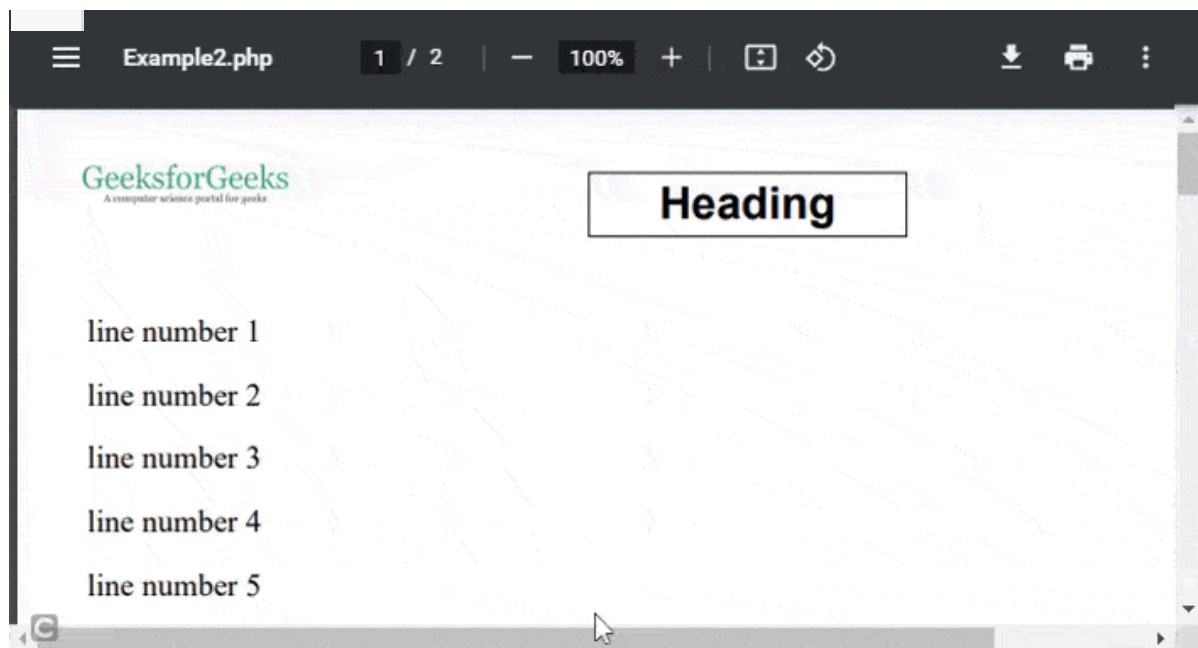 Example2.php 1 / 2 100%
GeeksforGeeks
A computer science portal for geeks
Heading
line number 1
line number 2
line number 3
line number 4
line number 5
C